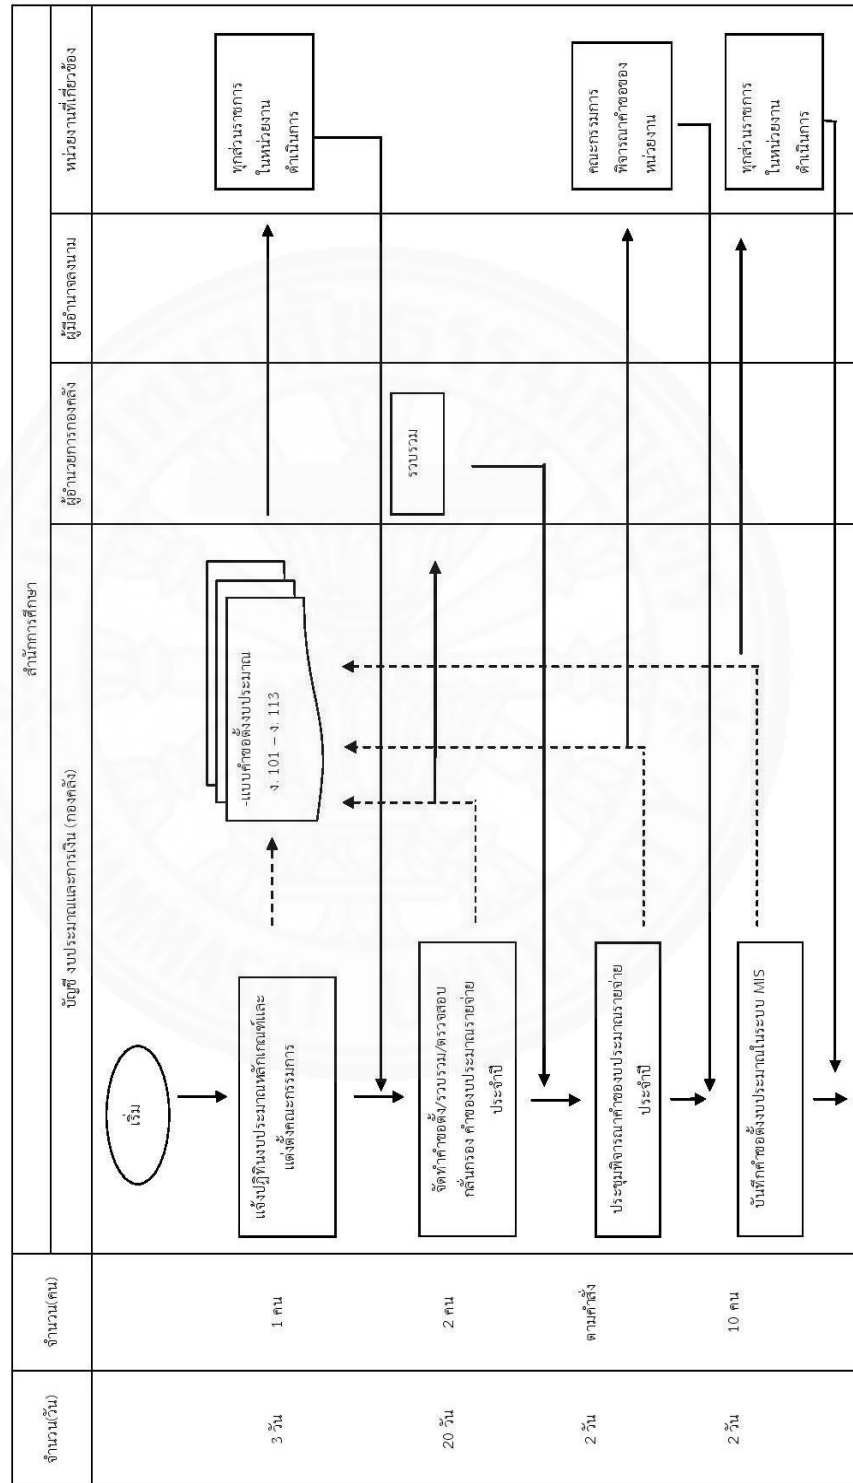 จำนวน(วัน)
จำนวน(คน)
สำนักการศึกษา
บัญชี งบประมาณและการเงิน (กองคลัง)
ผู้อำนวยการกองคลัง
ผู้มีอำนาจลงนาม
หน่วยงานที่เกี่ยวข้อง
เริ่ม
3 วัน
1 คน
แจ้งปฏิทินงบประมาณหลักเกณฑ์และ
แต่งตั้งคณะกรรมการ
-แบบคำขอตั้งงบประมาณ
ง. 101 – ง. 113
ทุกส่วนราชการ
ในหน่วยงาน
ดำเนินการ
20 วัน
2 คน
จัดทำคำขอตั้ง/รวบรวม/ตรวจสอบ
กลั่นกรอง คำของบประมาณรายจ่าย
ประจำปี
รวบรวม
2 วัน
ตามคำสั่ง
ประชุมพิจารณาคำของบประมาณรายจ่าย
ประจำปี
คณะกรรมการ
พิจารณาคำขอของ
หน่วยงาน
2 วัน
10 คน
บันทึกคำขอตั้งงบประมาณในระบบ MIS
ทุกส่วนราชการ
ในหน่วยงาน
ดำเนินการ